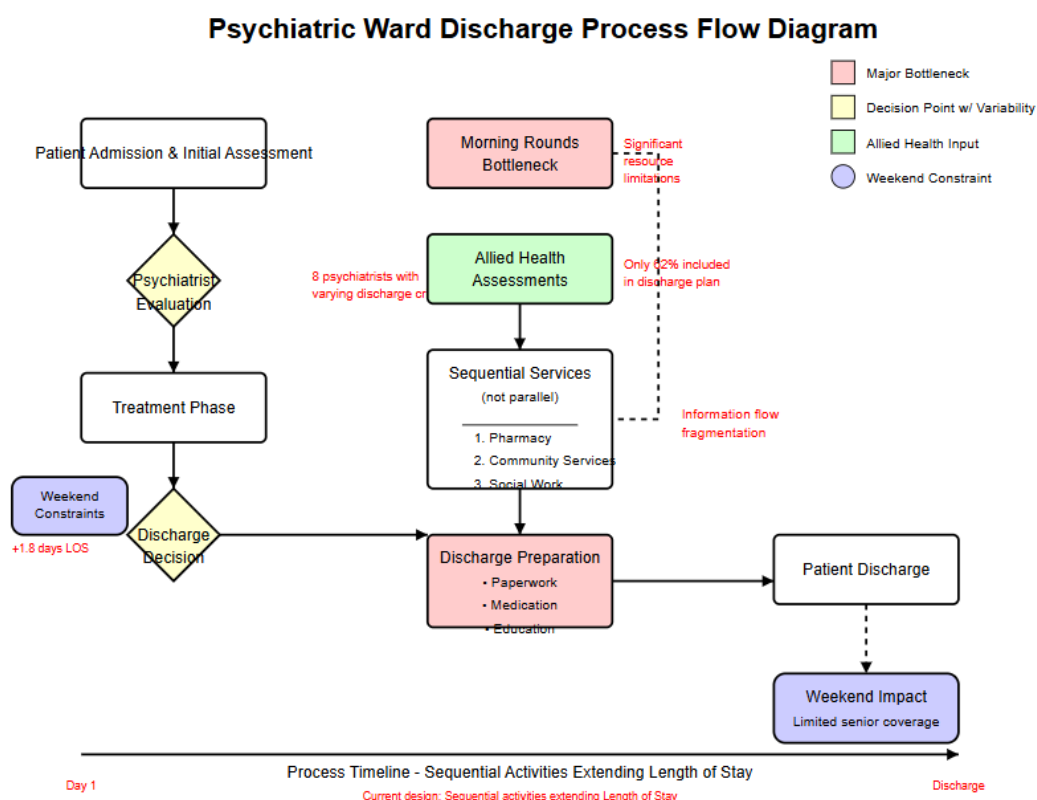 Psychiatric Ward Discharge Process Flow Diagram
Major Bottleneck
Decision Point w/ Variability
Allied Health Input
Weekend Constraint
Patient Admission & Initial Assessment
Psychiatrist
Evaluation
Treatment Phase
Weekend
Constraints
+1.8 days LOS
Discharge
Decision
Morning Rounds
Bottleneck
Significant
resource
limitations
8 psychiatrists with
varying discharge cr
Allied Health
Assessments
Only 62% included
in discharge plan
Sequential Services
(not parallel)
1. Pharmacy
2. Community Services
3. Social Work
Information flow
fragmentation
Discharge Preparation
• Paperwork
• Medication
• Education
Patient Discharge
Weekend Impact
Limited senior coverage
Process Timeline - Sequential Activities Extending Length of Stay
Day 1
Discharge
Current design: Sequential activities extending Length of Stay